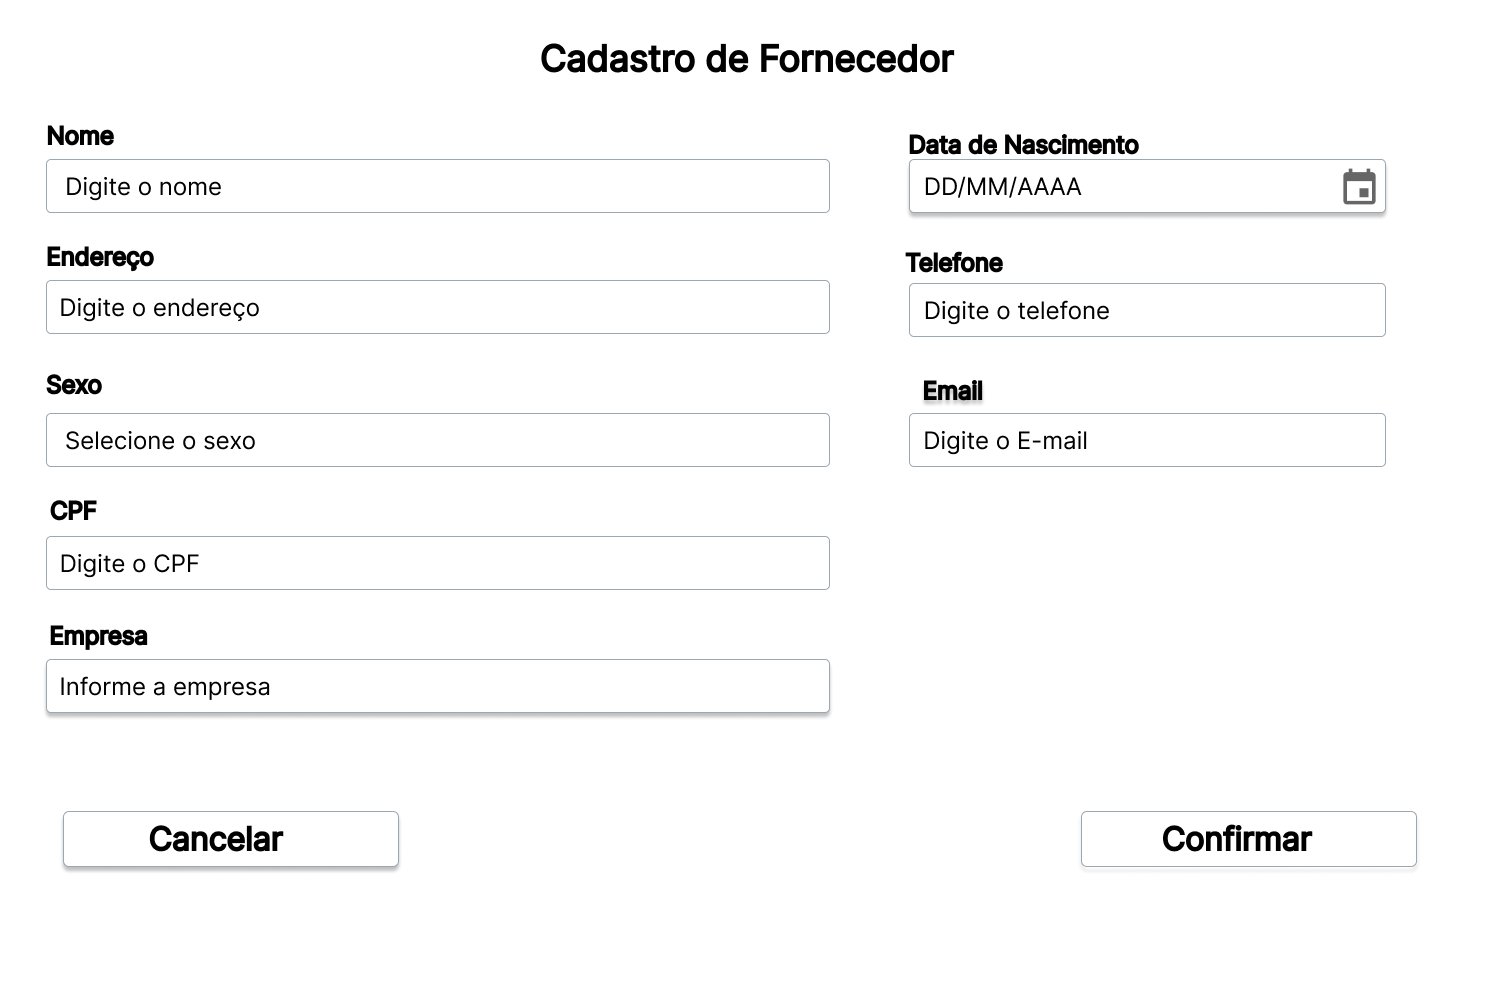 Cadastro de Fornecedor
Nome
Digite o nome
Data de Nascimento
DD/MM/AAAA
Endereço
Digite o endereço
Telefone
Digite o telefone
Sexo
Selecione o sexo
Email
Digite o E-mail
CPF
Digite o CPF
Empresa
Informe a empresa
Cancelar
Confirmar